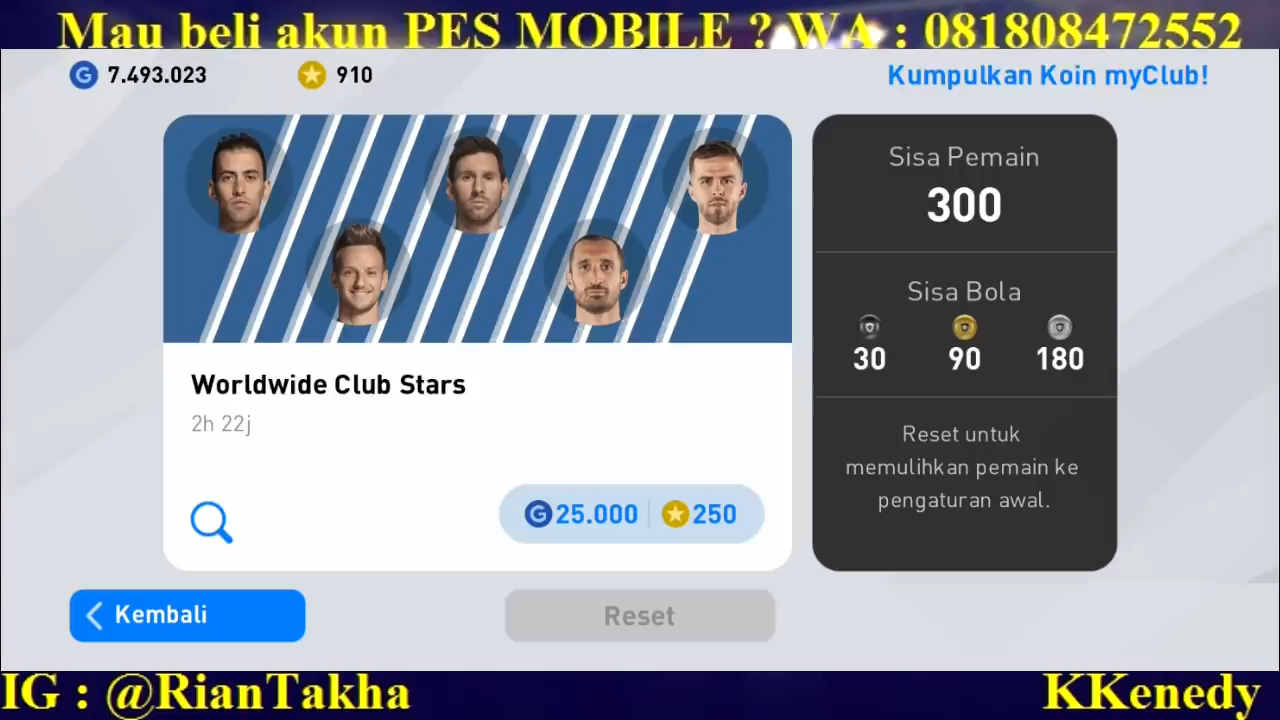 Mau beli akun PES MOBILE ? WA : 081808472552
G 7.493.023 910 Kumpulkan Koin myClub!
Sisa Pemain
300
Sisa Bola
30 90 180
Reset untuk
memulihkan pemain ke
pengaturan awal.
Worldwide Club Stars
2h 22j
G 25.000 250
Kembali
Reset
IG : @RianTakha KKenedy